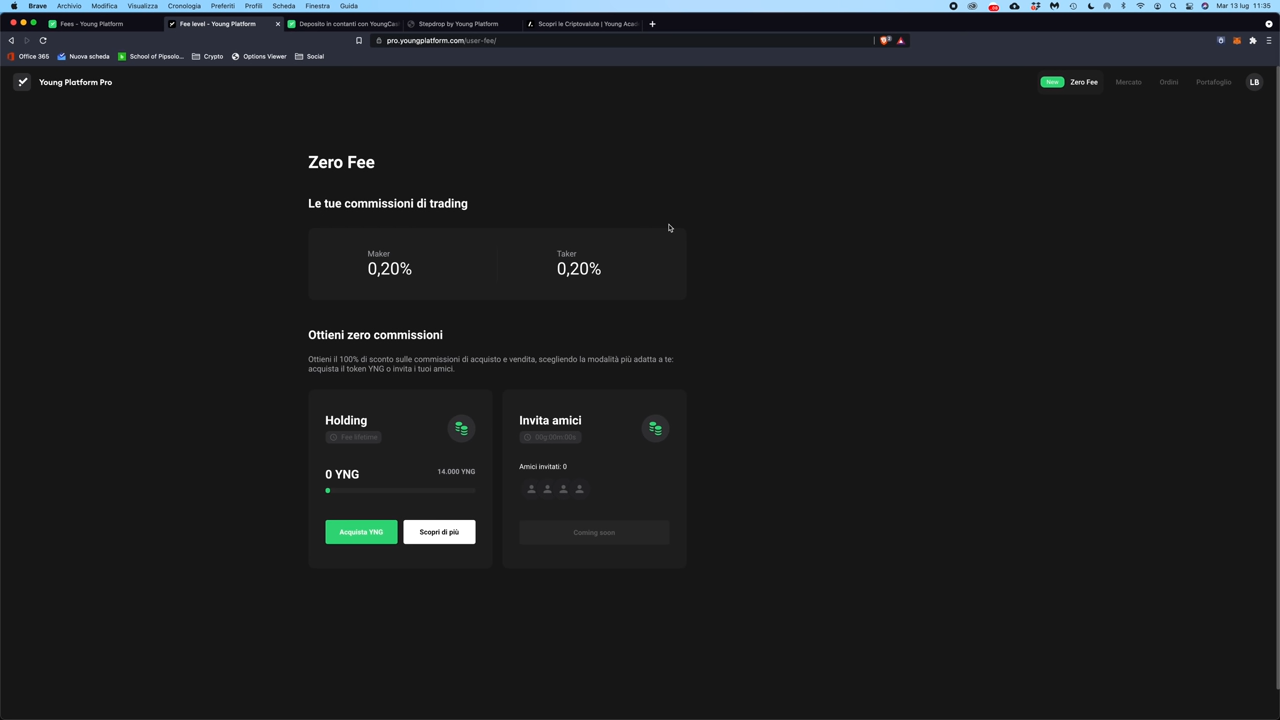 Brave Archivio Modifica Visualizza Cronologia Preferiti Profili Scheda Finestra Guida
Mar 13 lug 11:35
Fees - Young Platform
Fee level - Young Platform
Deposito in contanti con YoungCas
Stepdrop by Young Platform
Scopri le Criptovalute | Young Aca
pro.youngplatform.com/user-fee/
Office 365 Nuova scheda School of Pipsolo... Crypto Options Viewer Social
Young Platform Pro
New Zero Fee Mercato Ordini Portafoglio LB
Zero Fee
Le tue commissioni di trading
Maker Taker
0,20% 0,20%
Ottieni zero commissioni
Ottieni il 100% di sconto sulle commissioni di acquisto e vendita, scegliendo la modalità più adatta a te:
acquista il token YNG o invita i tuoi amici.
Holding
Fee lifetime
0 YNG 14.000 YNG
Acquista YNG Scopri di più
Invita amici
00g:00m:00s
Amici invitati: 0
Coming soon